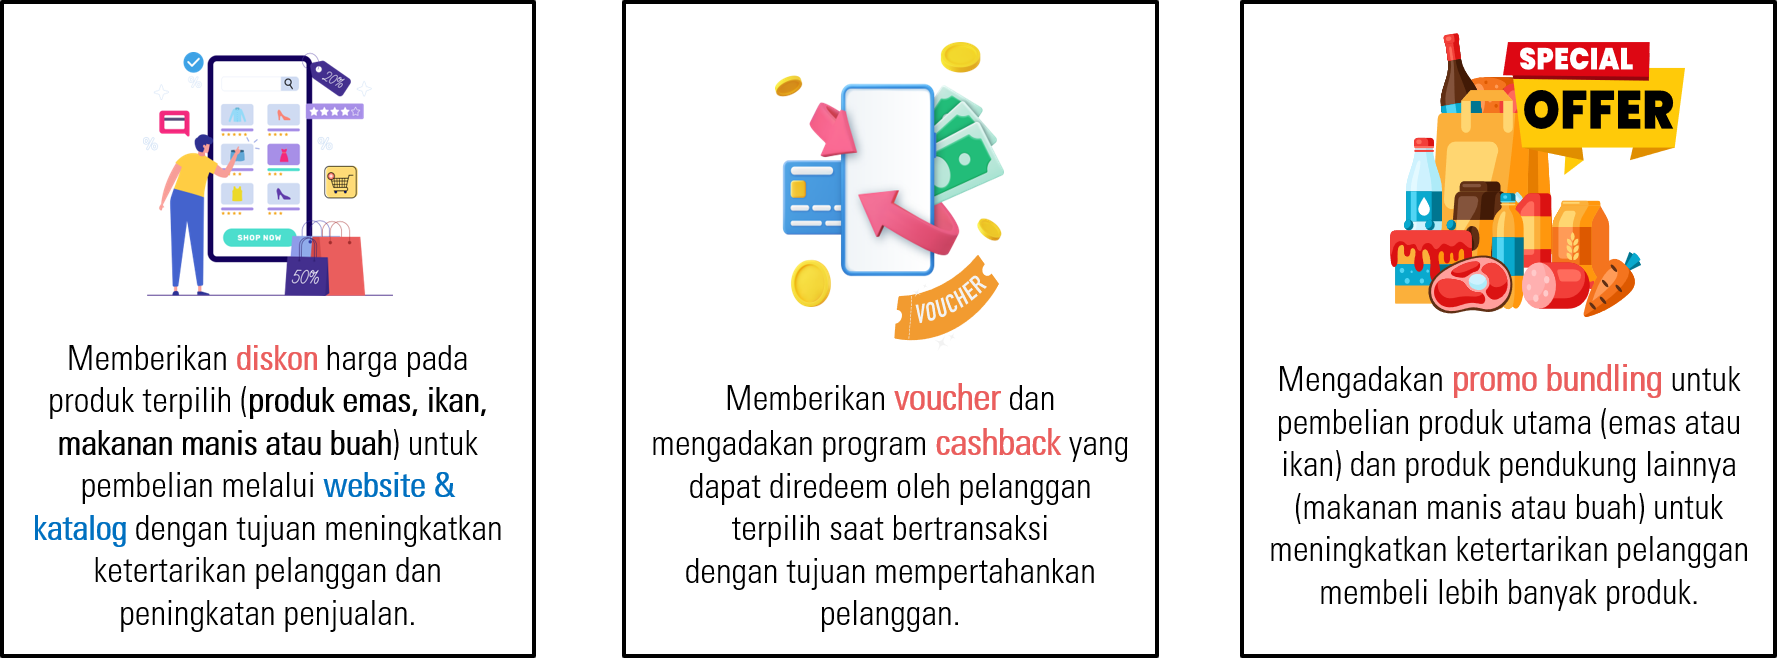 20%
SHOP NOW
50%
Memberikan diskon harga pada
produk terpilih (produk emas, ikan,
makanan manis atau buah) untuk
pembelian melalui website &
katalog dengan tujuan meningkatkan
ketertarikan pelanggan dan
peningkatan penjualan.
VOUCHER
Memberikan voucher dan
mengadakan program cashback yang
dapat diredeem oleh pelanggan
terpilih saat bertransaksi
dengan tujuan mempertahankan
pelanggan.
SPECIAL
OFFER
Mengadakan promo bundling untuk
pembelian produk utama (emas atau
ikan) dan produk pendukung lainnya
(makanan manis atau buah) untuk
meningkatkan ketertarikan pelanggan
membeli lebih banyak produk.